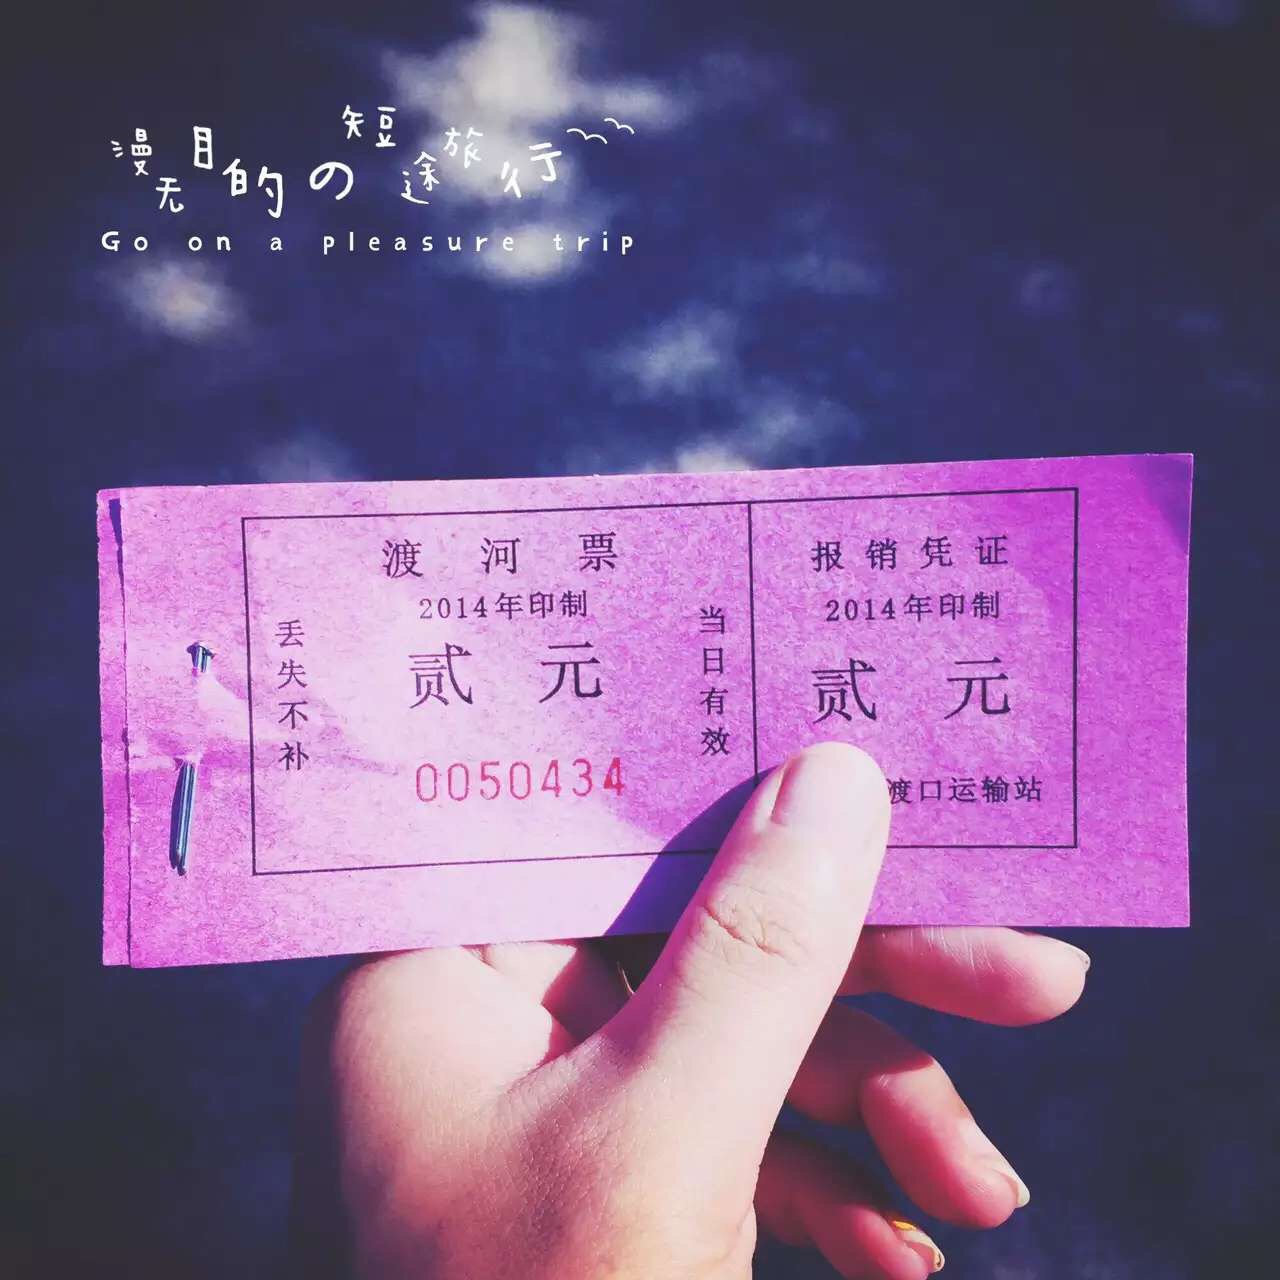 漫无目的の短途旅行
Go on a pleasure trip
渡河票
2014年印制
贰元
丢失不补
当日有效
0050434
报销凭证
2014年印制
贰元
渡口运输站